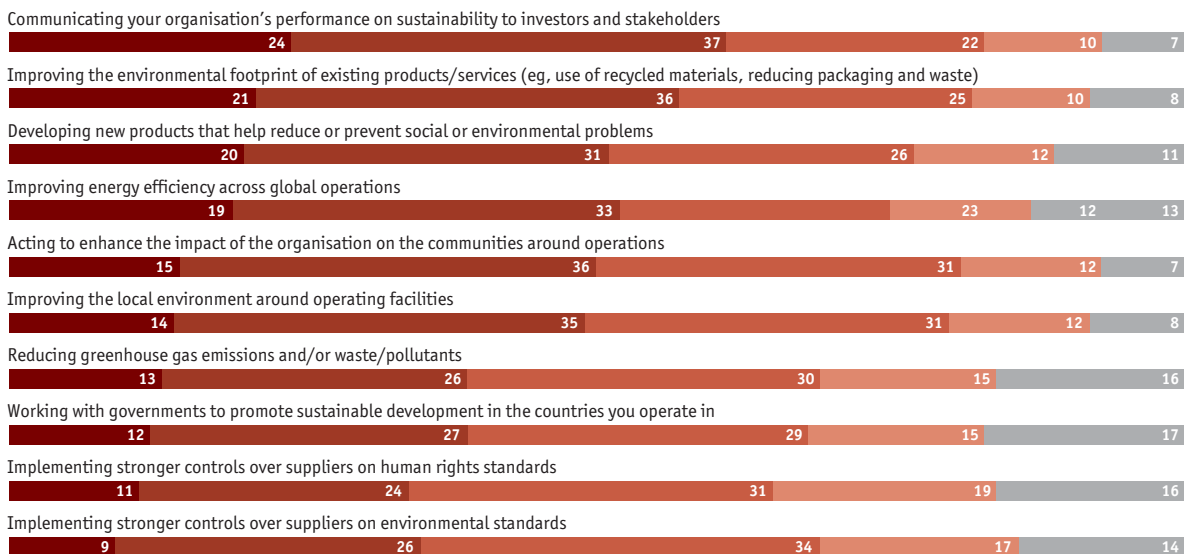 Communicating your organisation’s performance on sustainability to investors and stakeholders
24 37 22 10 7
Improving the environmental footprint of existing products/services (eg, use of recycled materials, reducing packaging and waste)
21 36 25 10 8
Developing new products that help reduce or prevent social or environmental problems
20 31 26 12 11
Improving energy efficiency across global operations
19 33 23 12 13
Acting to enhance the impact of the organisation on the communities around operations
15 36 31 12 7
Improving the local environment around operating facilities
14 35 31 12 8
Reducing greenhouse gas emissions and/or waste/pollutants
13 26 30 15 16
Working with governments to promote sustainable development in the countries you operate in
12 27 29 15 17
Implementing stronger controls over suppliers on human rights standards
11 24 31 19 16
Implementing stronger controls over suppliers on environmental standards
9 26 34 17 14